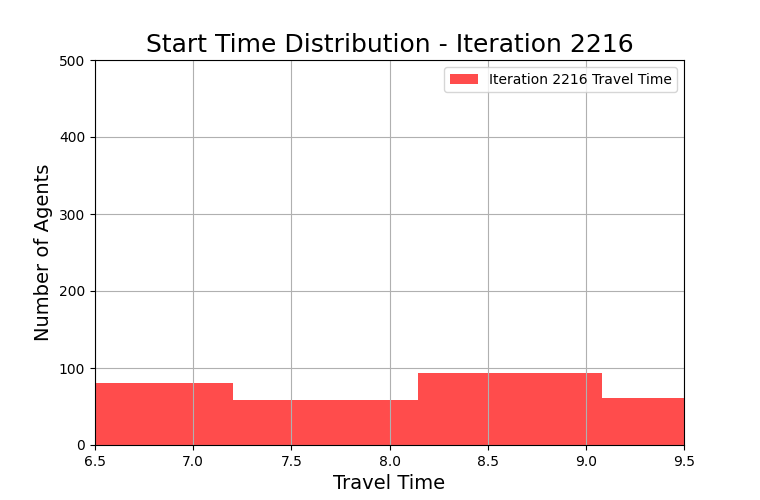 Start Time Distribution - Iteration 2216
Iteration 2216 Travel Time
Number of Agents
500
400
300
200
100
0
6.5 7.0 7.5 8.0 8.5 9.0 9.5
Travel Time